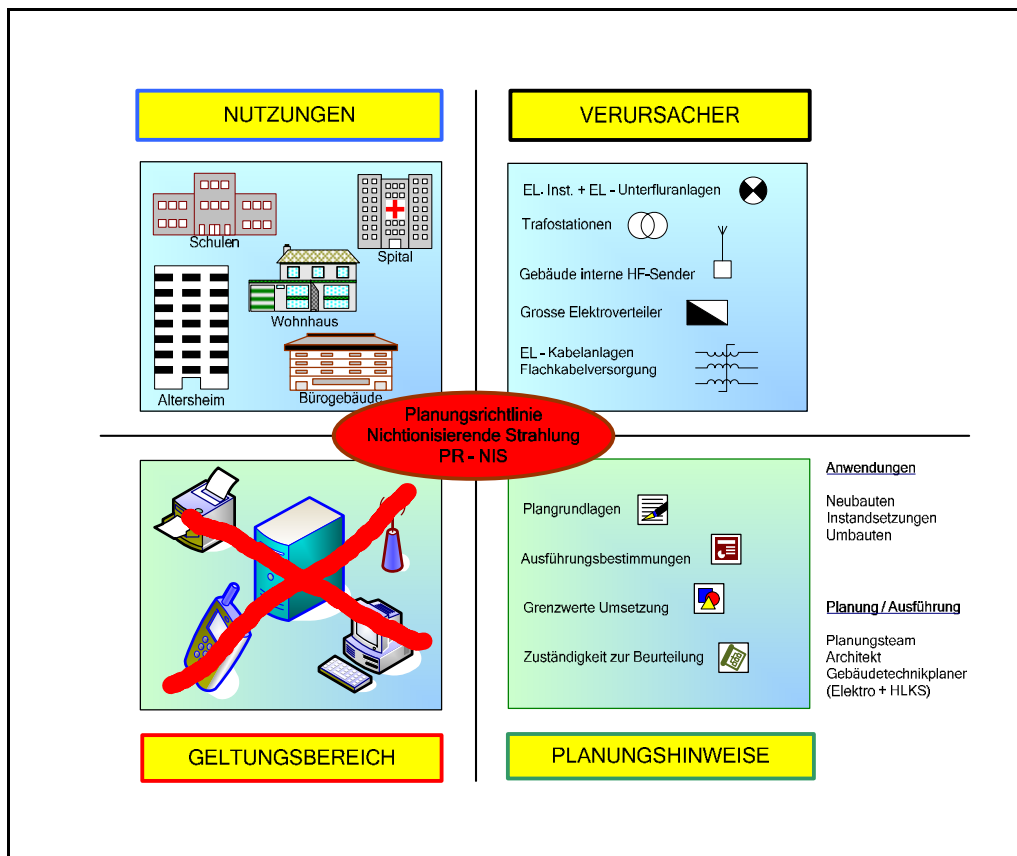 NUTZUNGEN
VERURSACHER
Schulen
Spital
Wohnhaus
Altersheim
Bürogebäude
EL. Inst. + EL - Unterfluranlagen
Trafostationen
Gebäude interne HF-Sender
Grosse Elektroverteiler
EL - Kabelanlagen
Flachkabelversorgung
Planungsrichtlinie
Nichtionisierende Strahlung
PR - NIS
Plangrundlagen
Ausführungsbestimmungen
Grenzwerte Umsetzung
Zuständigkeit zur Beurteilung
Anwendungen
Neubauten
Instandsetzungen
Umbauten
Planung / Ausführung
Planungsteam
Architekt
Gebäudetechnikplaner
(Elektro + HLKS)
GELTUNGSBEREICH
PLANUNGSHINWEISE